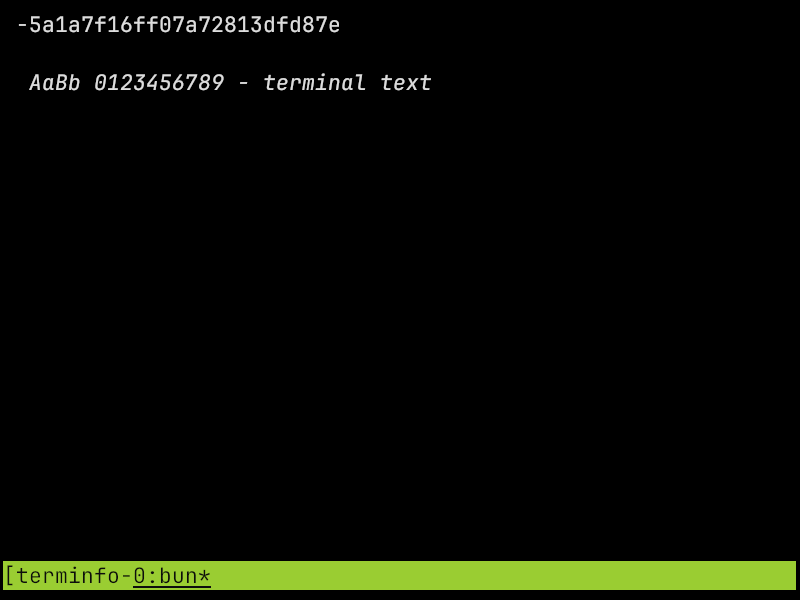 -5a1a7f16ff07a72813dfd87e
AaBb 0123456789 - terminal text
[terminfo-0:bun*